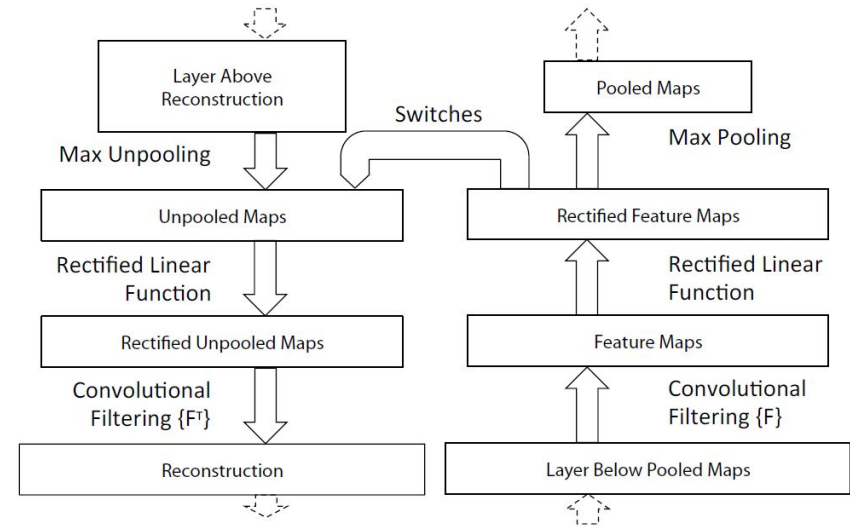 Layer Above
Reconstruction
Pooled Maps
Switches
Max Unpooling
Max Pooling
Unpooled Maps
Rectified Feature Maps
Rectified Linear
Function
Rectified Linear
Function
Rectified Unpooled Maps
Feature Maps
Convolutional
Filtering {Fᵀ}
Convolutional
Filtering {F}
Reconstruction
Layer Below Pooled Maps